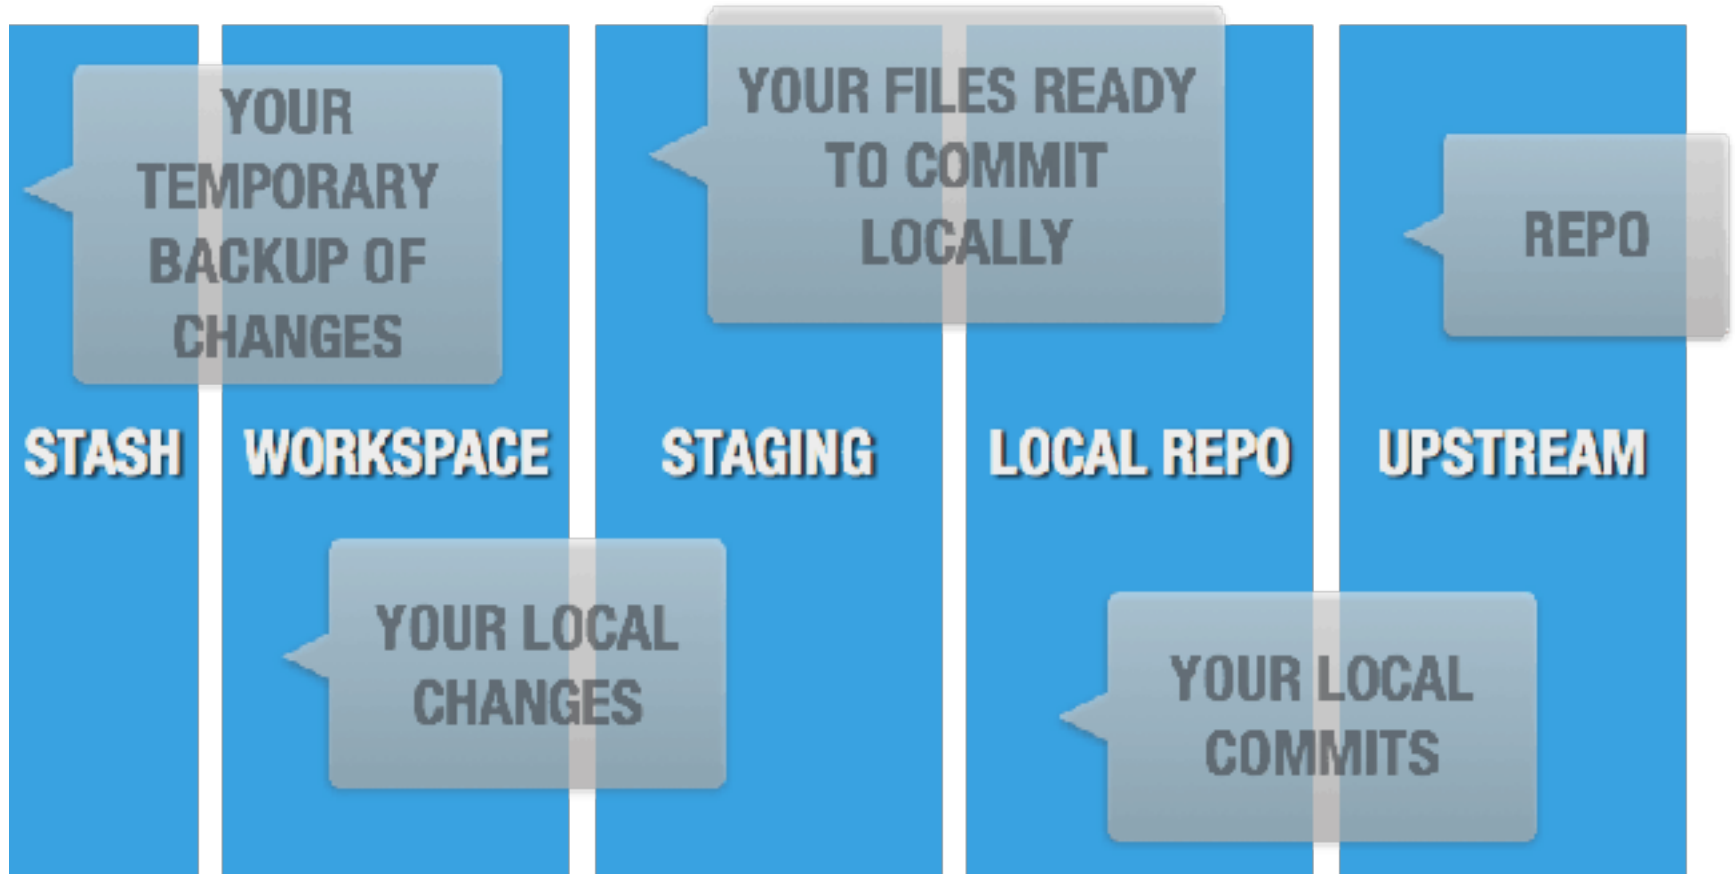 YOUR
TEMPORARY
BACKUP OF
CHANGES
YOUR FILES READY
TO COMMIT
LOCALLY
REPO
STASH
WORKSPACE
STAGING
LOCAL REPO
UPSTREAM
YOUR LOCAL
CHANGES
YOUR LOCAL
COMMITS